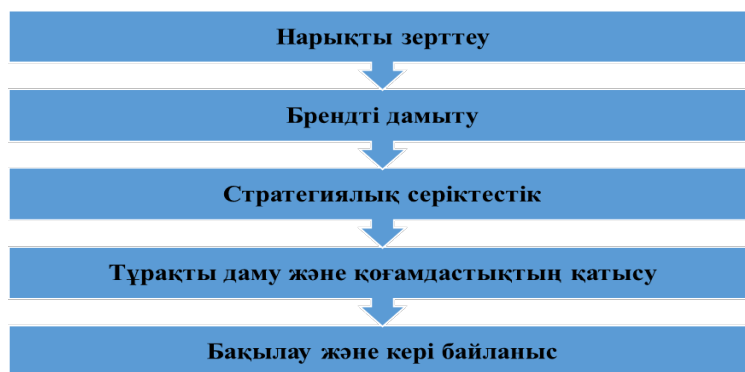 Нарықты зерттеу
Брендті дамыту
Стратегиялық серіктестік
Тұрақты даму және қоғамдастықтың қатысу
Бақылау және кері байланыс